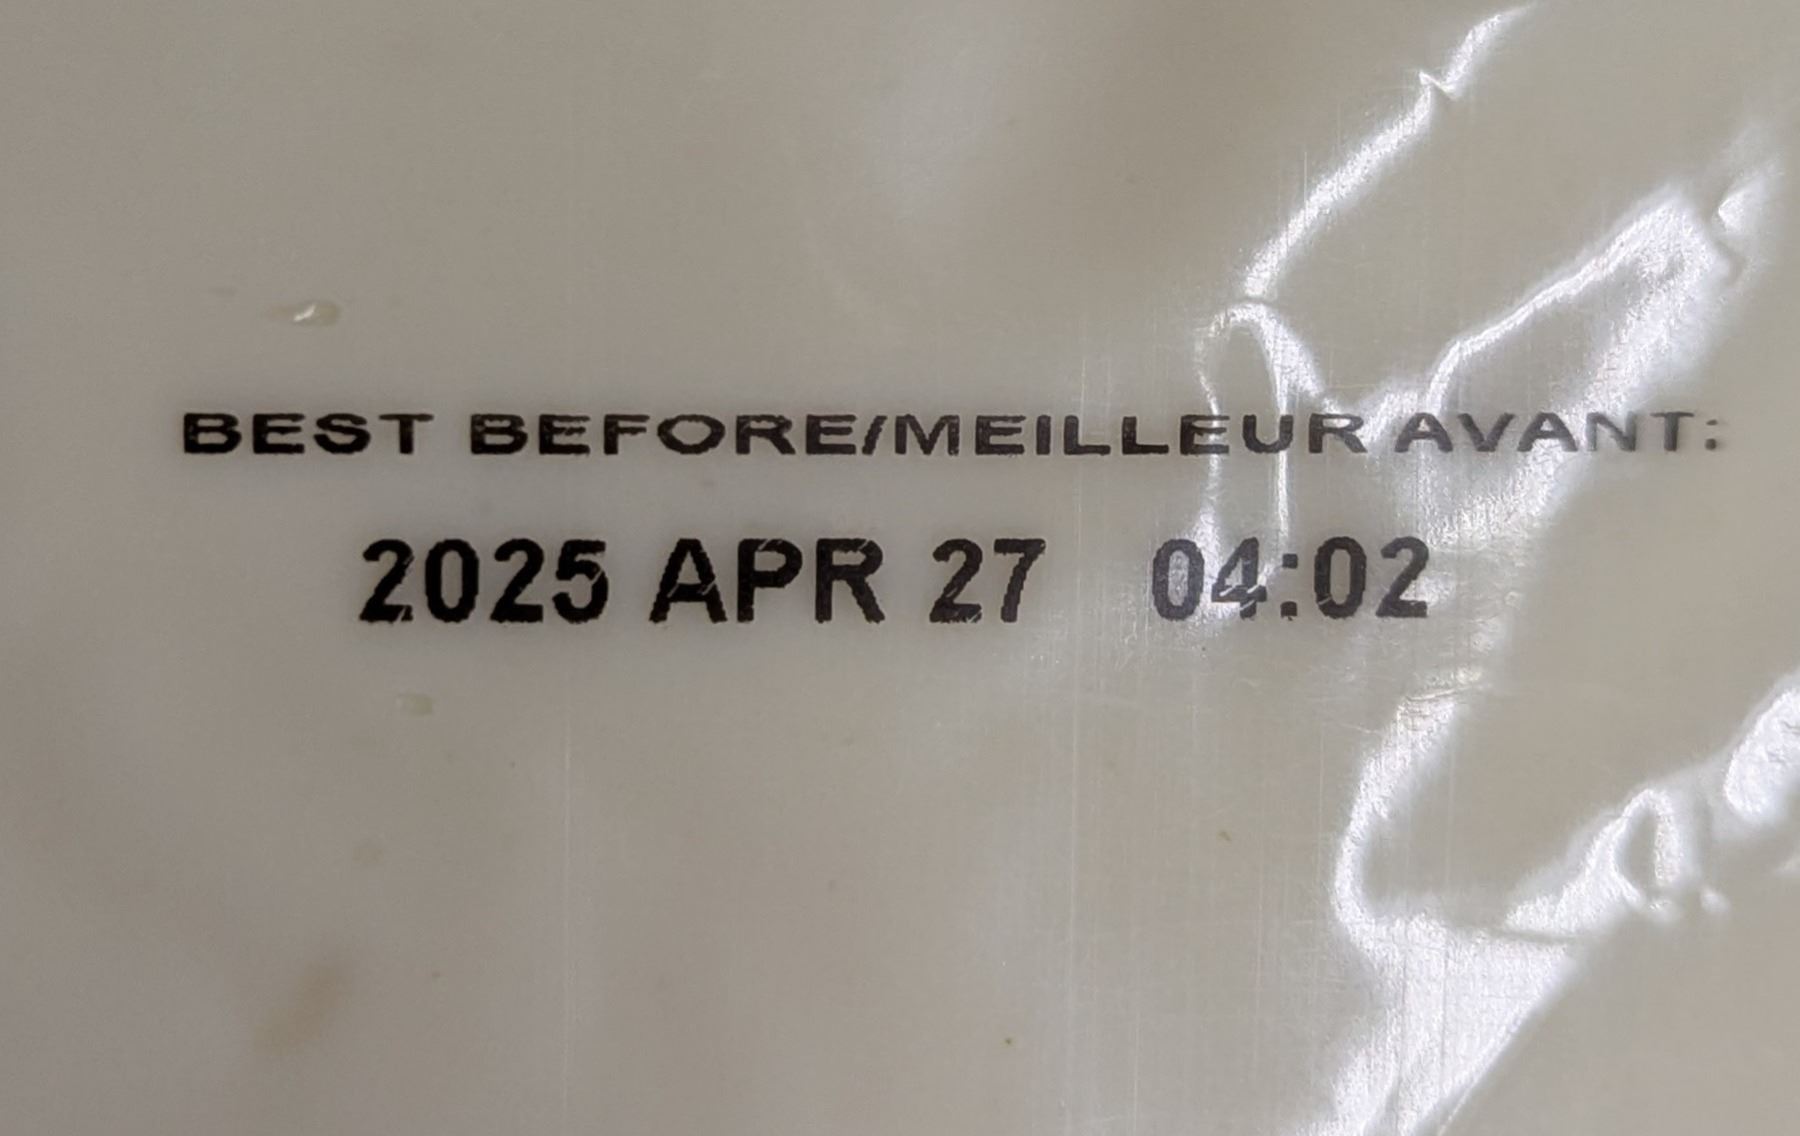 BEST BEFORE/MEILLEUR AVANT:
2025 APR 27 04:02